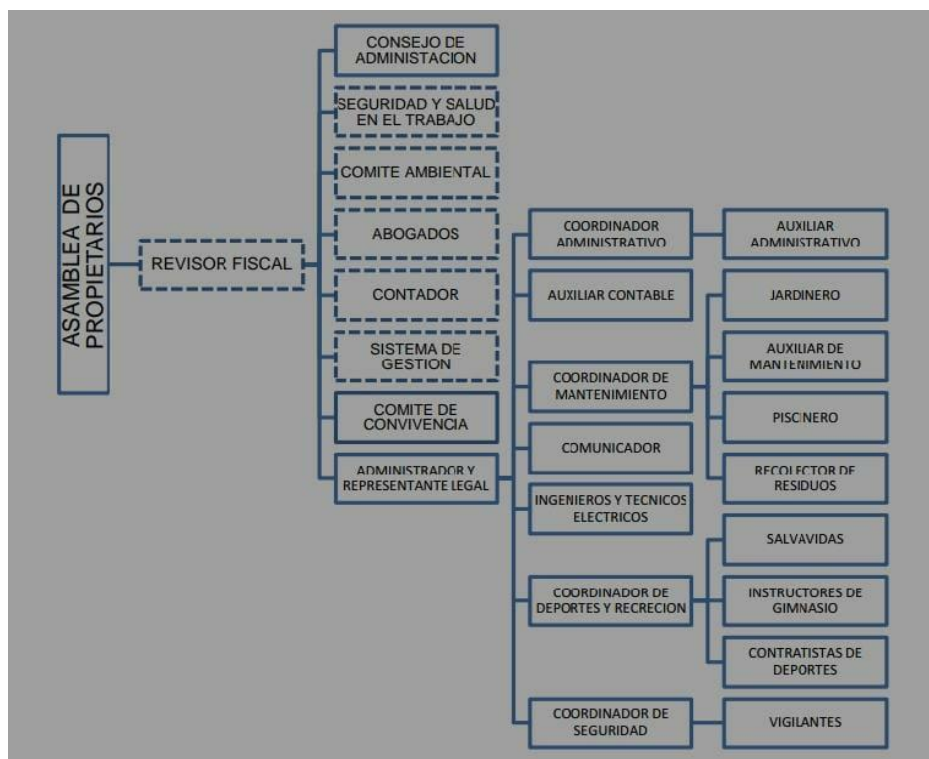 ASAMBLEA DE
PROPIETARIOS
REVISOR FISCAL
CONSEJO DE
ADMINISTACION
SEGURIDAD Y SALUD
EN EL TRABAJO
COMITE AMBIENTAL
ABOGADOS
CONTADOR
SISTEMA DE
GESTION
COMITE DE
CONVIVENCIA
ADMINISTRADOR Y
REPRESENTANTE LEGAL
COORDINADOR
ADMINISTRATIVO
AUXILIAR
ADMINISTRATIVO
AUXILIAR CONTABLE
COORDINADOR DE
MANTENIMIENTO
JARDINERO
AUXILIAR DE
MANTENIMIENTO
PISCINERO
RECOLECTOR DE
RESIDUOS
COMUNICADOR
INGENIEROS Y TECNICOS
ELECTRICOS
COORDINADOR DE
DEPORTES Y RECRECION
SALVAVIDAS
INSTRUCTORES DE
GIMNASIO
CONTRATISTAS DE
DEPORTES
COORDINADOR DE
SEGURIDAD
VIGILANTES